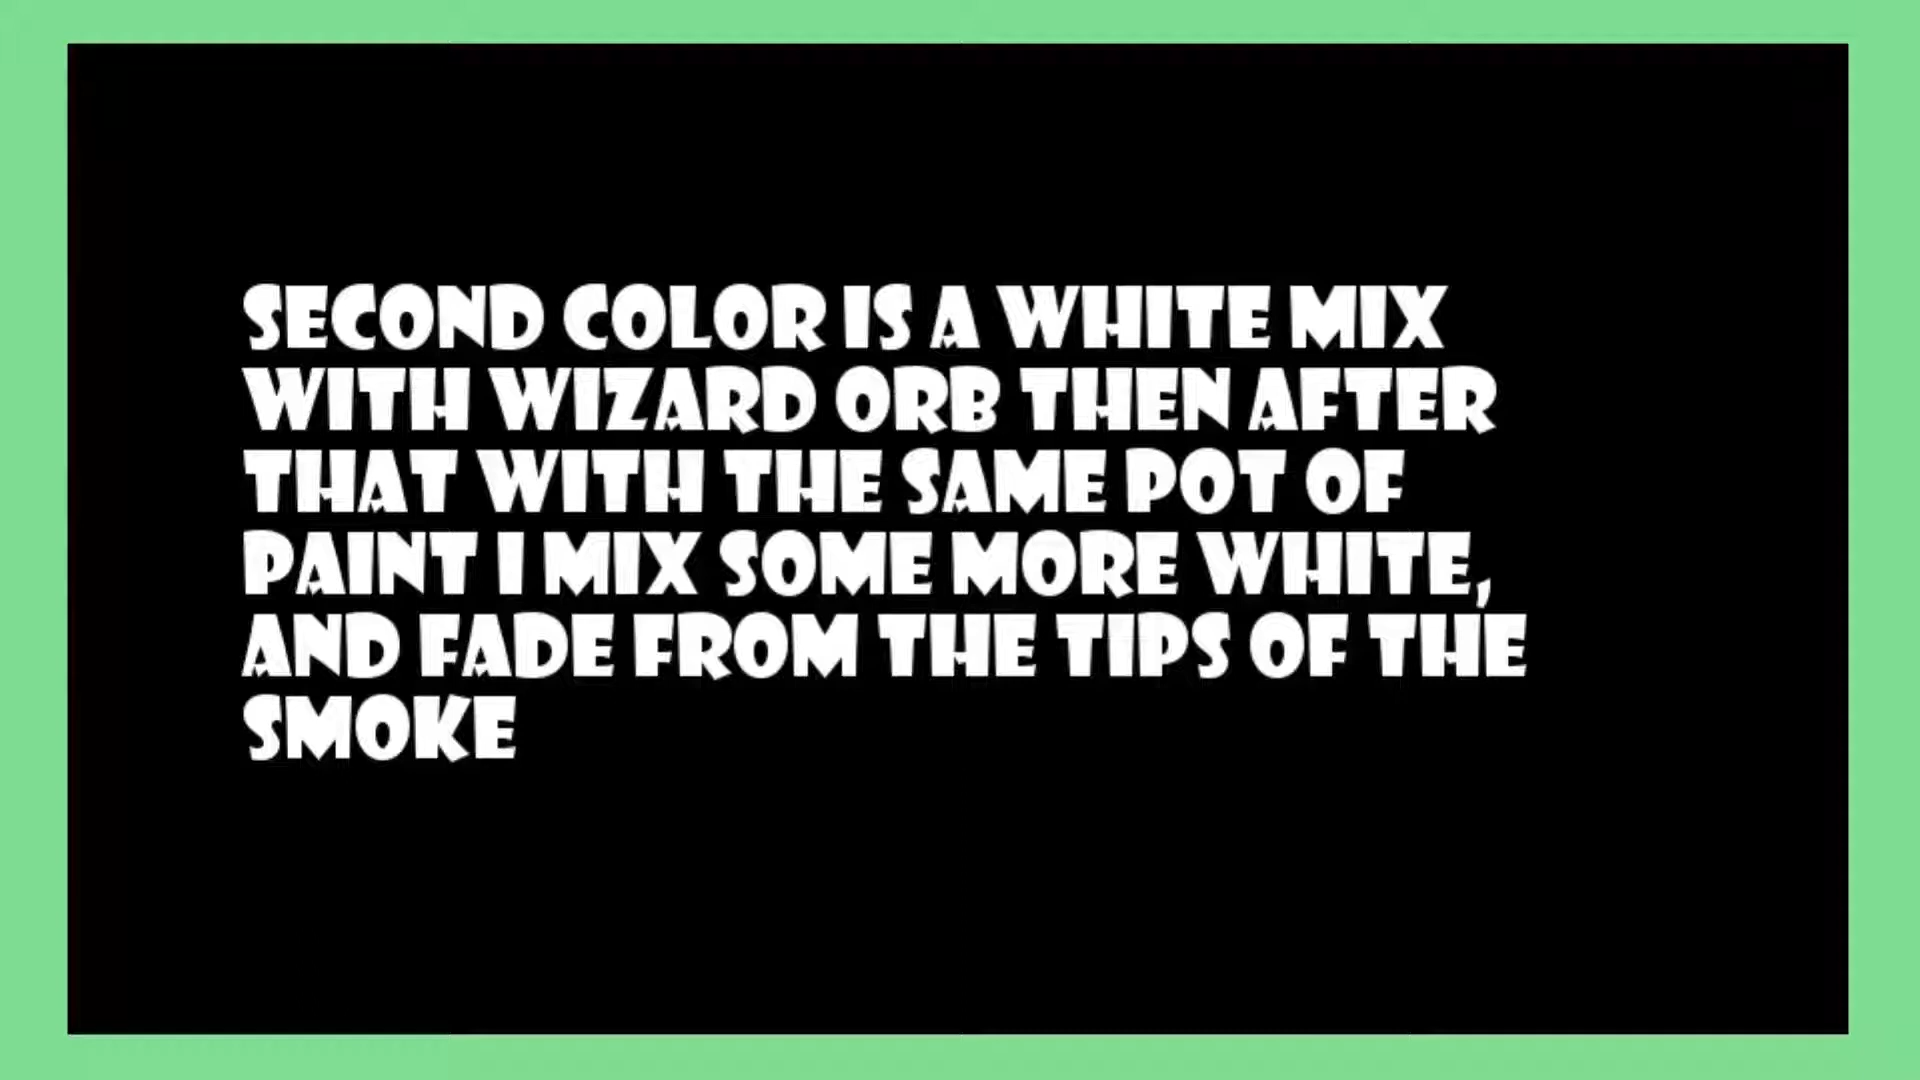 SECOND COLOR IS A WHITE MIX
WITH WIZARD ORB THEN AFTER
THAT WITH THE SAME POT OF
PAINT I MIX SOME MORE WHITE,
AND FADE FROM THE TIPS OF THE
SMOKE